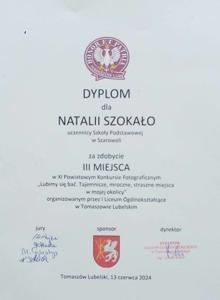 DYPLOM
dla
NATALII SZOKAŁO
uczennicy Szkoły Podstawowej
w Szarowoli
za zdobycie
III MIEJSCA
w XI Powiatowym Konkursie Fotograficznym
„Lubimy się bać. Tajemnicze, mroczne, straszne miejsca
w mojej okolicy"
organizowanym przez I Liceum Ogólnokształcące
w Tomaszowie Lubelskim
jury sponsor dyrektor
Tomaszów Lubelski, 13 czerwca 2024